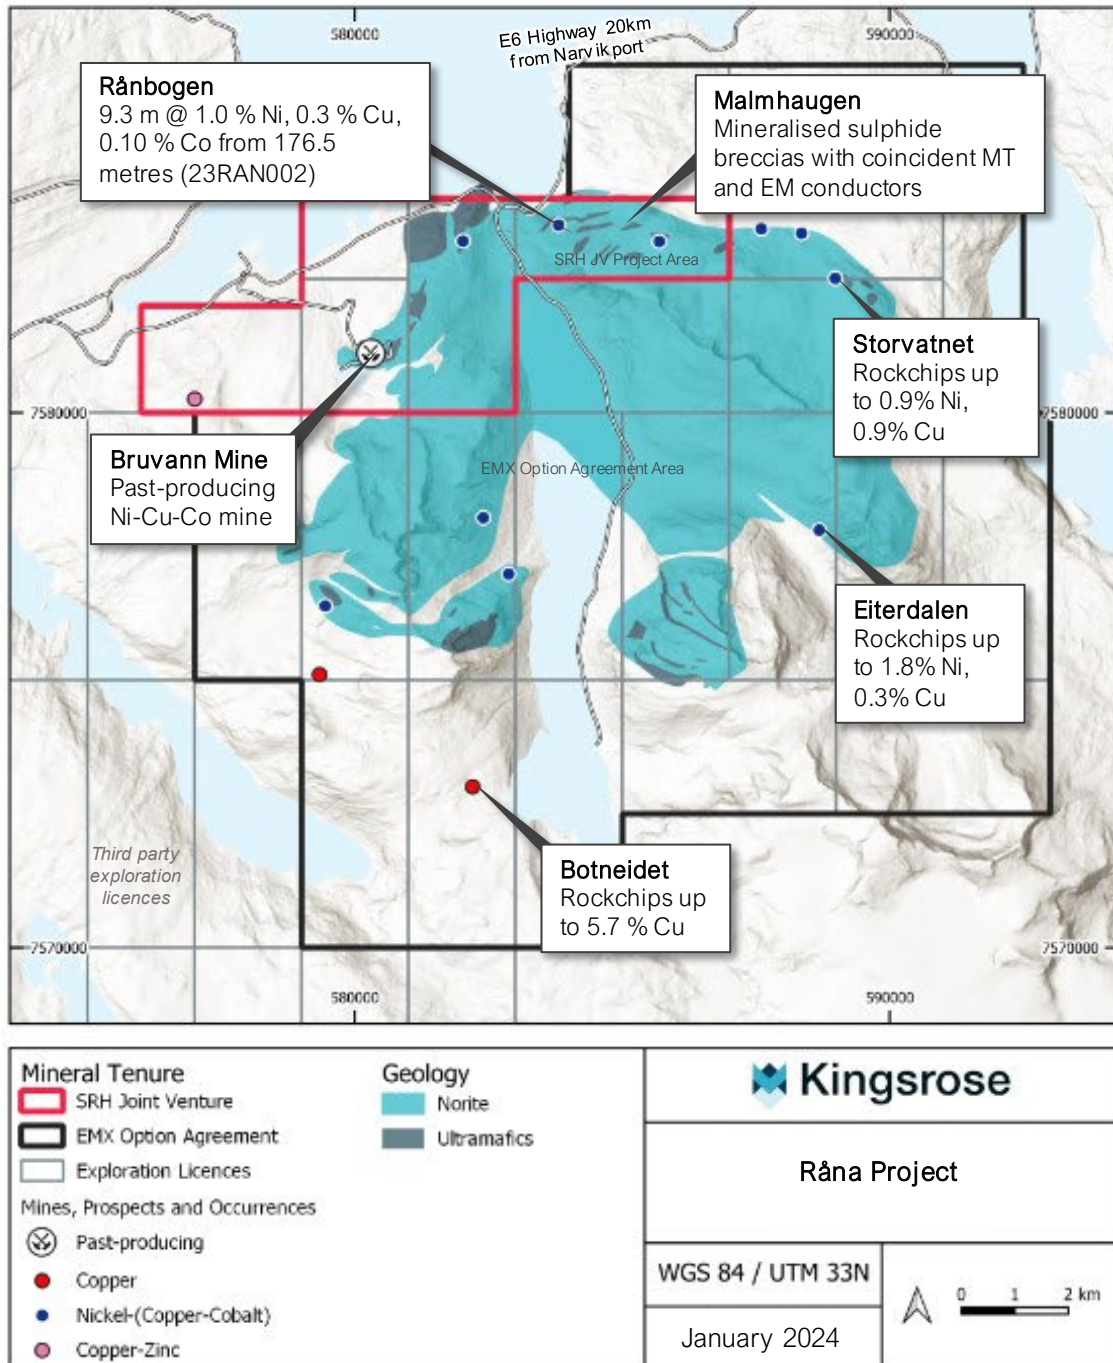 580000
590000
E6 Highway 20km
from Narvik port
Rånbogen
9.3 m @ 1.0 % Ni, 0.3 % Cu,
0.10 % Co from 176.5
metres (23RAN002)
Malmhaugen
Mineralised sulphide
breccias with coincident MT
and EM conductors
SRH JV Project Area
Storvatnet
Rockchips up
to 0.9% Ni,
0.9% Cu
7580000
7580000
Bruvann Mine
Past-producing
Ni-Cu-Co mine
EMX Option Agreement Area
Eiterdalen
Rockchips up
to 1.8% Ni,
0.3% Cu
Third party
exploration
licences
Botneidet
Rockchips up
to 5.7 % Cu
7570000
7570000
580000
590000
Mineral Tenure
SRH Joint Venture
EMX Option Agreement
Exploration Licences
Mines, Prospects and Occurrences
Past-producing
Copper
Nickel-(Copper-Cobalt)
Copper-Zinc
Geology
Norite
Ultramafics
Kingsrose
Råna Project
WGS 84 / UTM 33N
January 2024
0 1 2 km